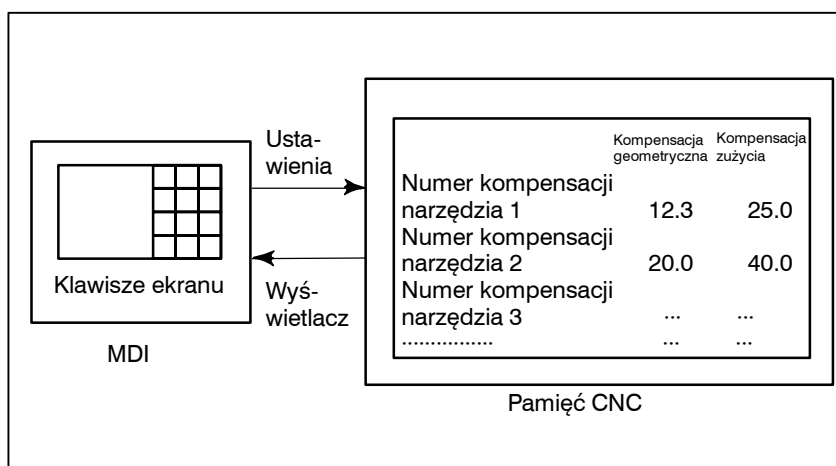 Usta-
wienia
Klawisze ekranu
Wyś-
wietlacz
MDI
Kompensacja Kompensacja
geometryczna zużycia
Numer kompensacji
narzędzia 1 12.3 25.0
Numer kompensacji
narzędzia 2 20.0 40.0
Numer kompensacji
narzędzia 3 ... ...
................ ... ...
Pamięć CNC